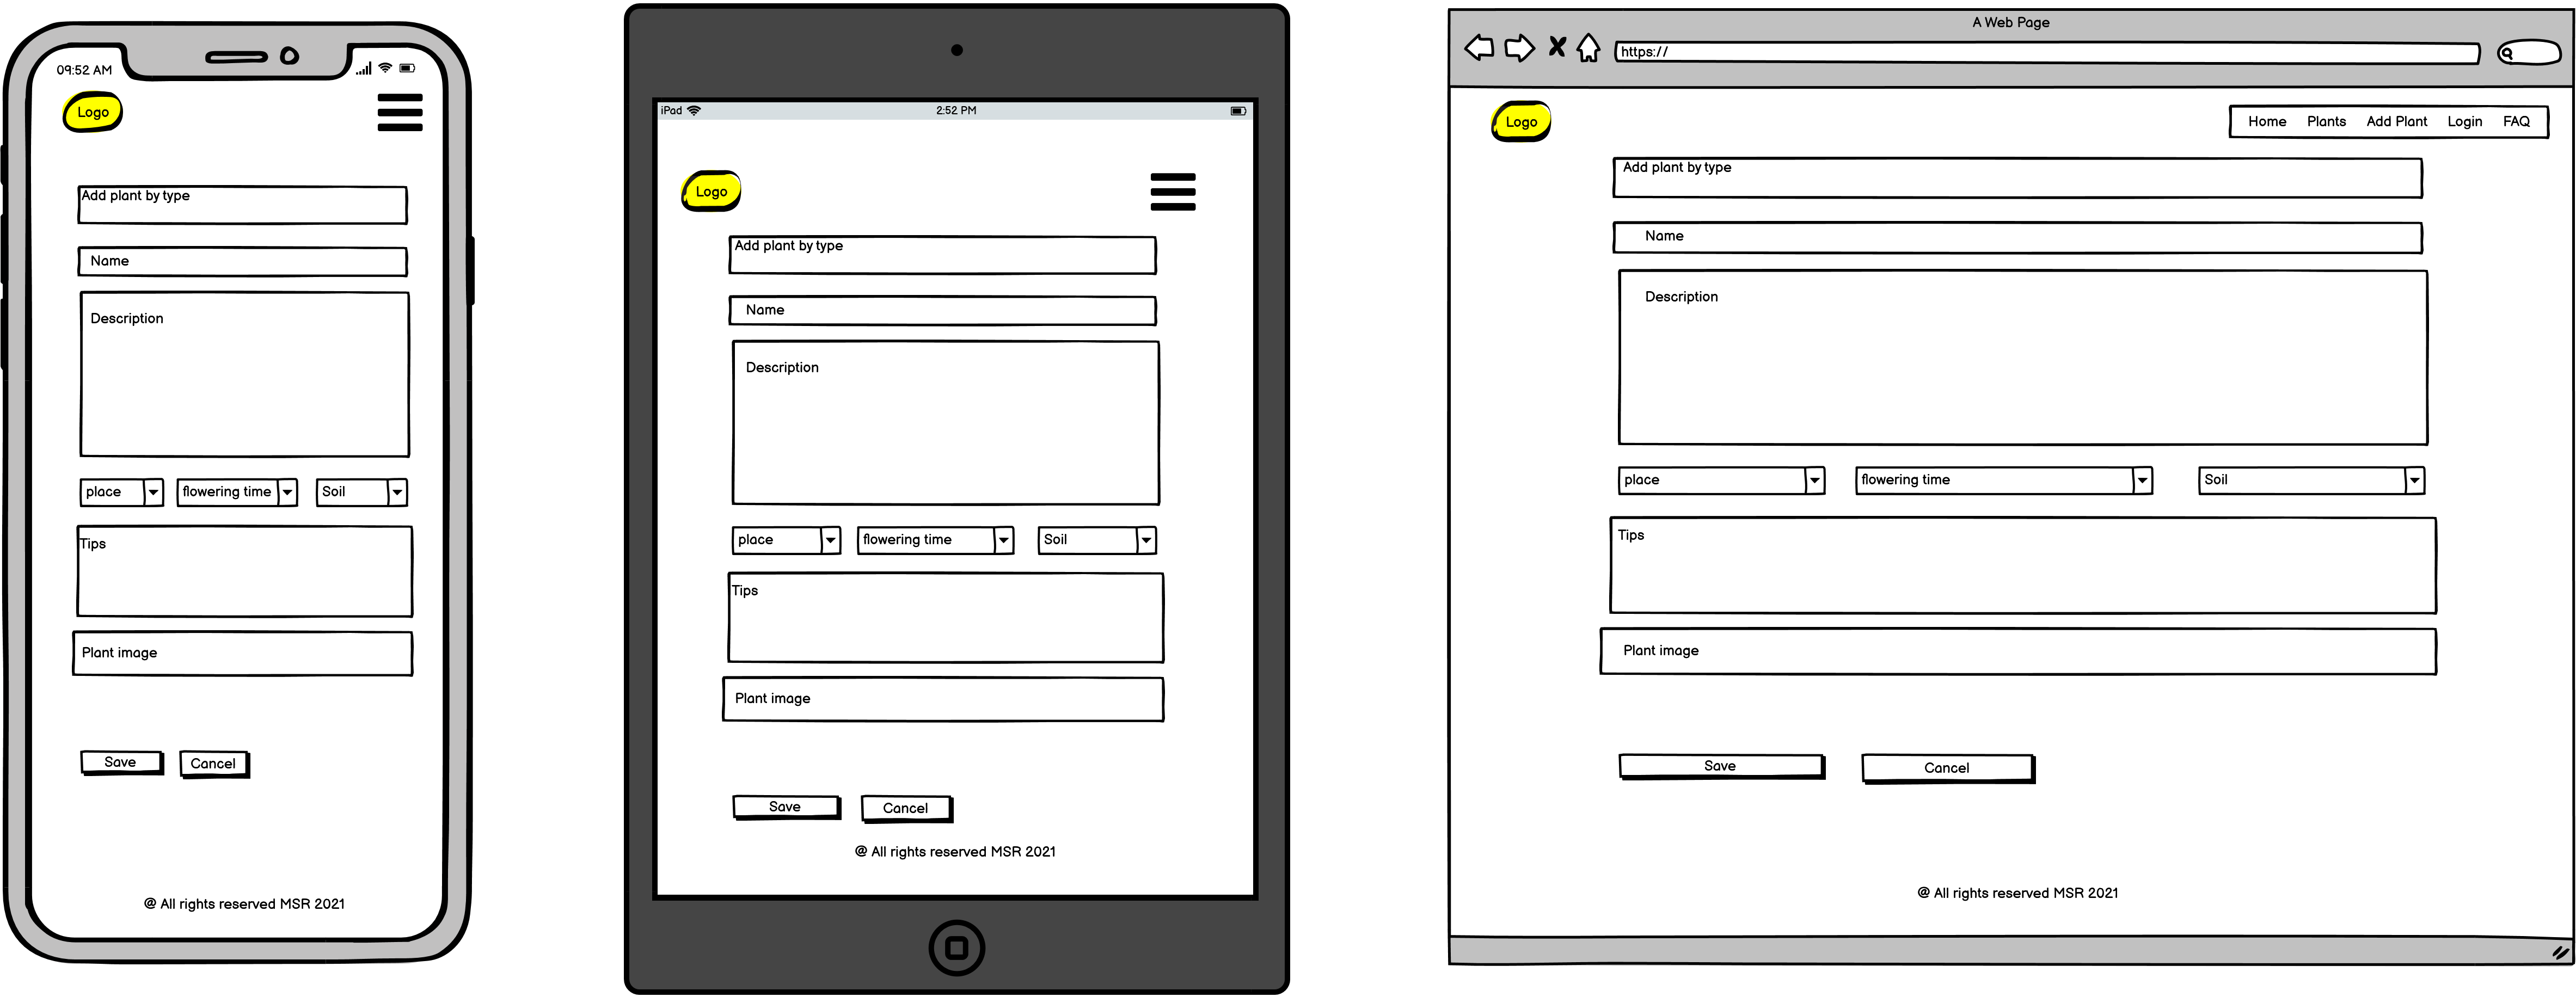 09:52 AM
Logo
Add plant by type
Name
Description
place flowering time Soil
Tips
Plant image
Save Cancel
@ All rights reserved MSR 2021
iPad 2:52 PM
Logo
Add plant by type
Name
Description
place flowering time Soil
Tips
Plant image
Save Cancel
@ All rights reserved MSR 2021
A Web Page
https://
Logo Home Plants Add Plant Login FAQ
Add plant by type
Name
Description
place flowering time Soil
Tips
Plant image
Save Cancel
@ All rights reserved MSR 2021